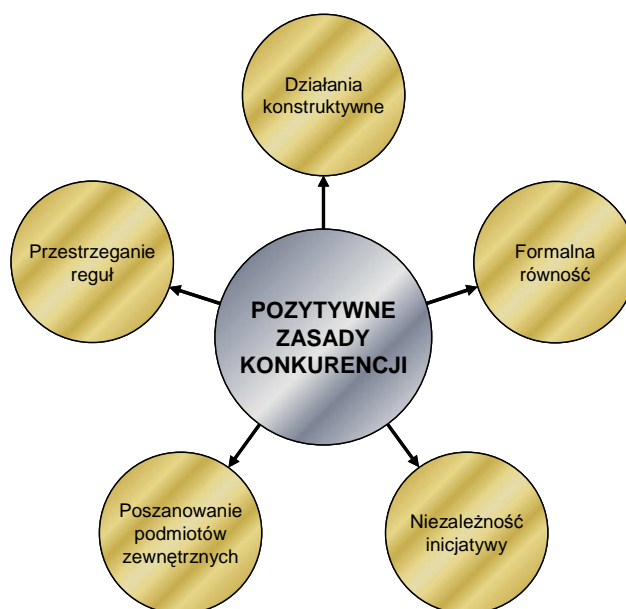 Działania
konstruktywne
Przestrzeganie
reguł
Formalna
równość
POZYTYWNE
ZASADY
KONKURENCJI
Poszanowanie
podmiotów
zewnętrznych
Niezależność
inicjatywy